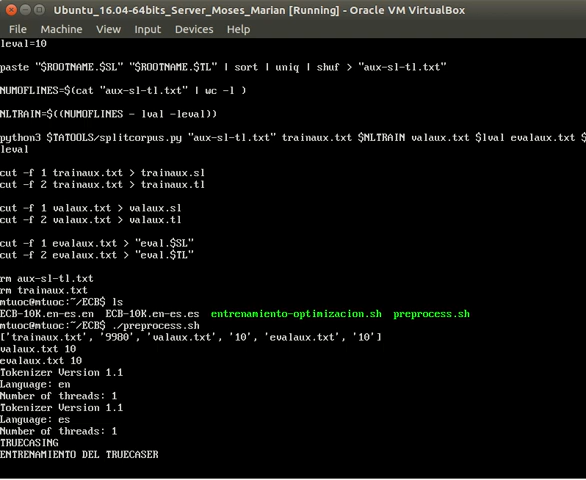 Ubuntu_16.04-64bits_Server_Moses_Marian [Running] - Oracle VM VirtualBox
File Machine View Input Devices Help
leval=10
paste "$ROOTNAME.$SL" "$ROOTNAME.$TL" | sort | uniq | shuf > "aux-sl-tl.txt"
NUMOFLINES=$(cat "aux-sl-tl.txt" | wc -l )
NLTRAIN=$((NUMOFLINES - lval -leval))
python3 $TATOOLS/splitcorpus.py "aux-sl-tl.txt" trainaux.txt $NLTRAIN valaux.txt $lval evalaux.txt $
leval
cut -f 1 trainaux.txt > trainaux.sl
cut -f 2 trainaux.txt > trainaux.tl
cut -f 1 valaux.txt > valaux.sl
cut -f 2 valaux.txt > valaux.tl
cut -f 1 evalaux.txt > "eval.$SL"
cut -f 2 evalaux.txt > "eval.$TL"
rm aux-sl-tl.txt
rm trainaux.txt
mtuoc@mtuoc:~/ECB$ ls
ECB-10K.en-es.en ECB-10K.en-es.es entrenamiento-optimizacion.sh preprocess.sh
mtuoc@mtuoc:~/ECB$ ./preprocess.sh
['trainaux.txt', '9980', 'valaux.txt', '10', 'evalaux.txt', '10']
valaux.txt 10
evalaux.txt 10
Tokenizer Version 1.1
Language: en
Number of threads: 1
Tokenizer Version 1.1
Language: es
Number of threads: 1
TRUECASING
ENTRENAMIENTO DEL TRUECASER